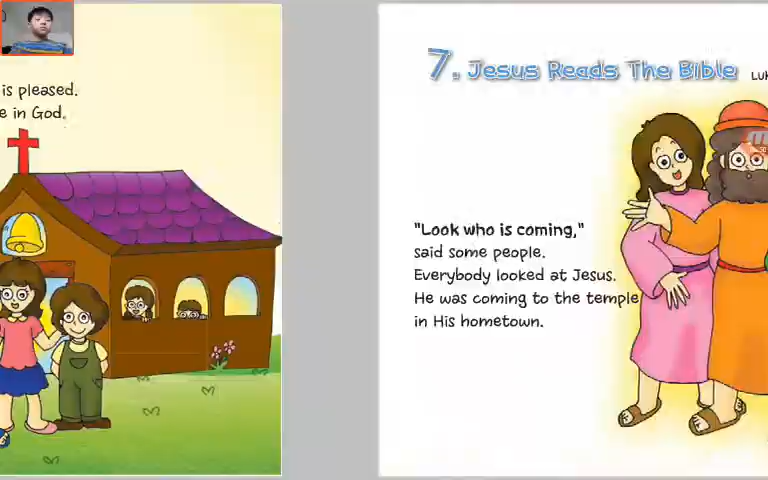 is pleased.
e in God.
7. Jesus Reads The Bible
Luk
"Look who is coming,"
said some people.
Everybody looked at Jesus.
He was coming to the temple
in His hometown.